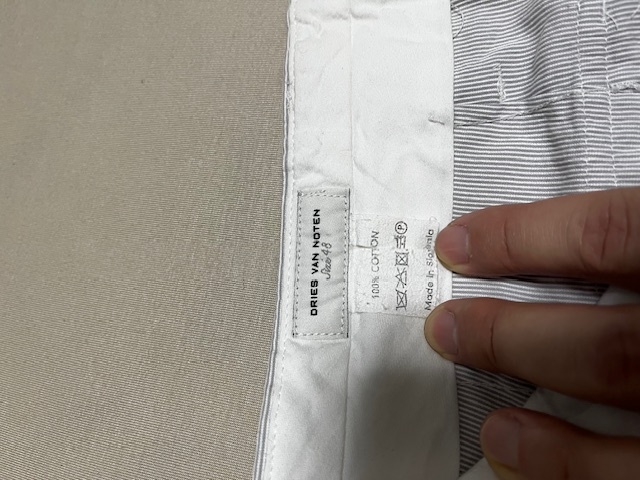 DRIES VAN NOTEN
Size 48
100% COTTON
P
Made in Slovenia